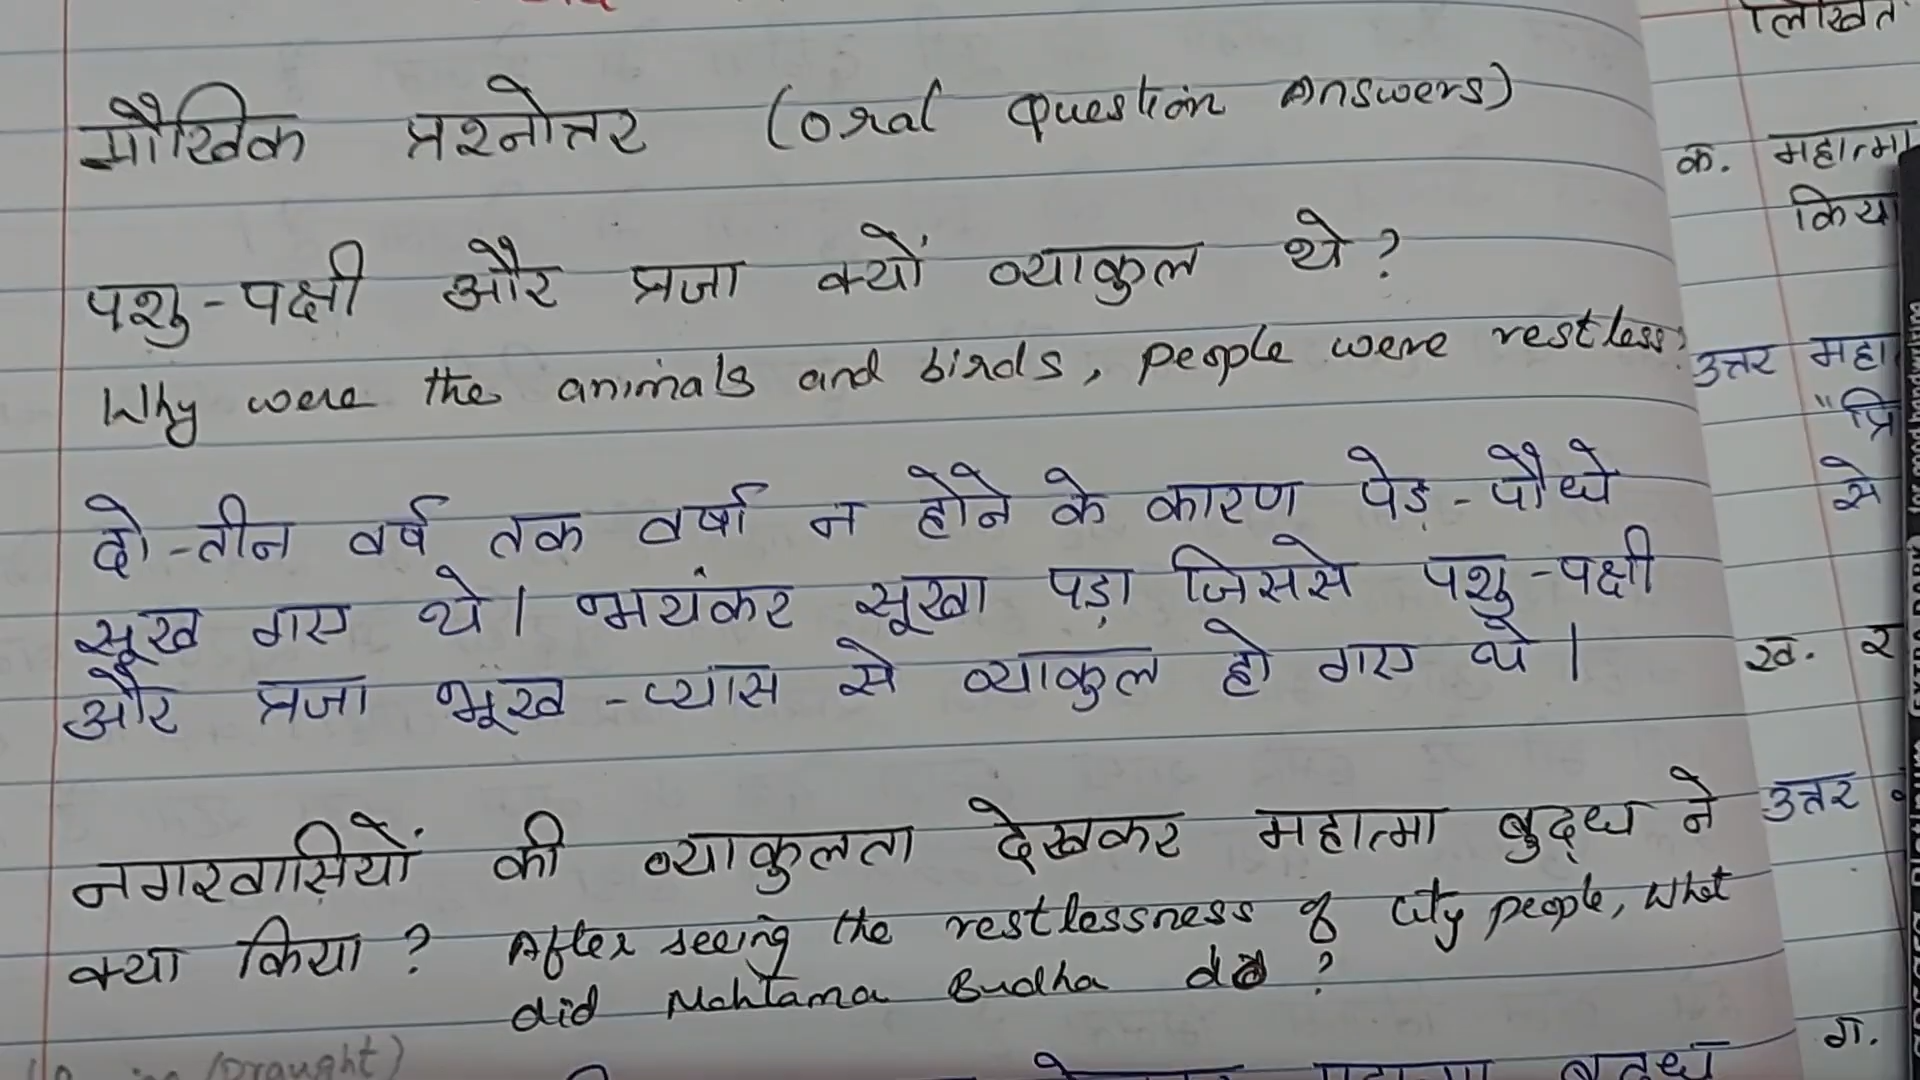 मौखिक प्रश्नोत्तर (Oral Question Answers)
पशु-पक्षी और प्रजा क्यों व्याकुल थे?
Why were the animals and birds, people were restless?
दो-तीन वर्ष तक वर्षा न होने के कारण पेड़-पौधे
सूख गए थे। भयंकर सूखा पड़ा जिससे पशु-पक्षी
और प्रजा भूख-प्यास से व्याकुल हो गए थे।
नगरवासियों की व्याकुलता देखकर महात्मा बुद्ध ने
क्या किया? After seeing the restlessness of city people, what
did Mahtama Budha do?
(Draught)
बुद्ध
लिखित
क. महात्मा
किया
उत्तर महा
"प्रि
से
ख. र
उत्तर
ग.